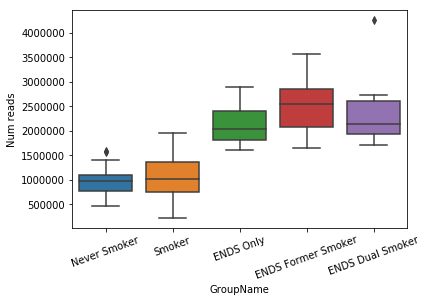 4000000
3500000
3000000
2500000
2000000
1500000
1000000
500000
Num reads
Never Smoker
Smoker
ENDS Only
ENDS Former Smoker
ENDS Dual Smoker
GroupName